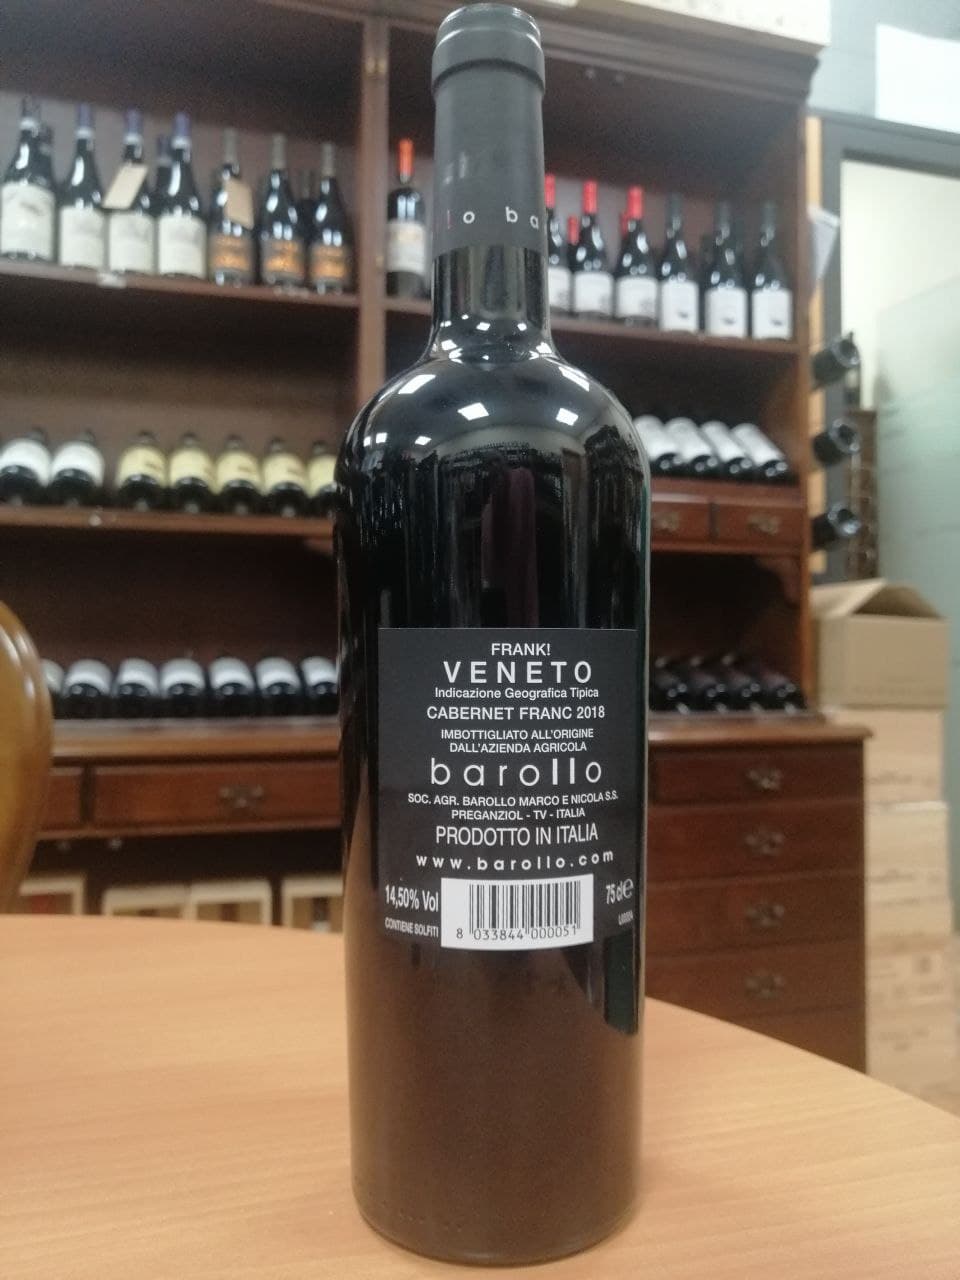 lo ba
FRANK!
VENETO
Indicazione Geografica Tipica
CABERNET FRANC 2018
IMBOTTIGLIATO ALL'ORIGINE
DALL'AZIENDA AGRICOLA
barollo
SOC. AGR. BAROLLO MARCO E NICOLA S.S.
PREGANZIOL - TV - ITALIA
PRODOTTO IN ITALIA
www.barollo.com
14,50% Vol
75 cl e
CONTIENE SOLFITI
8 033844 000051